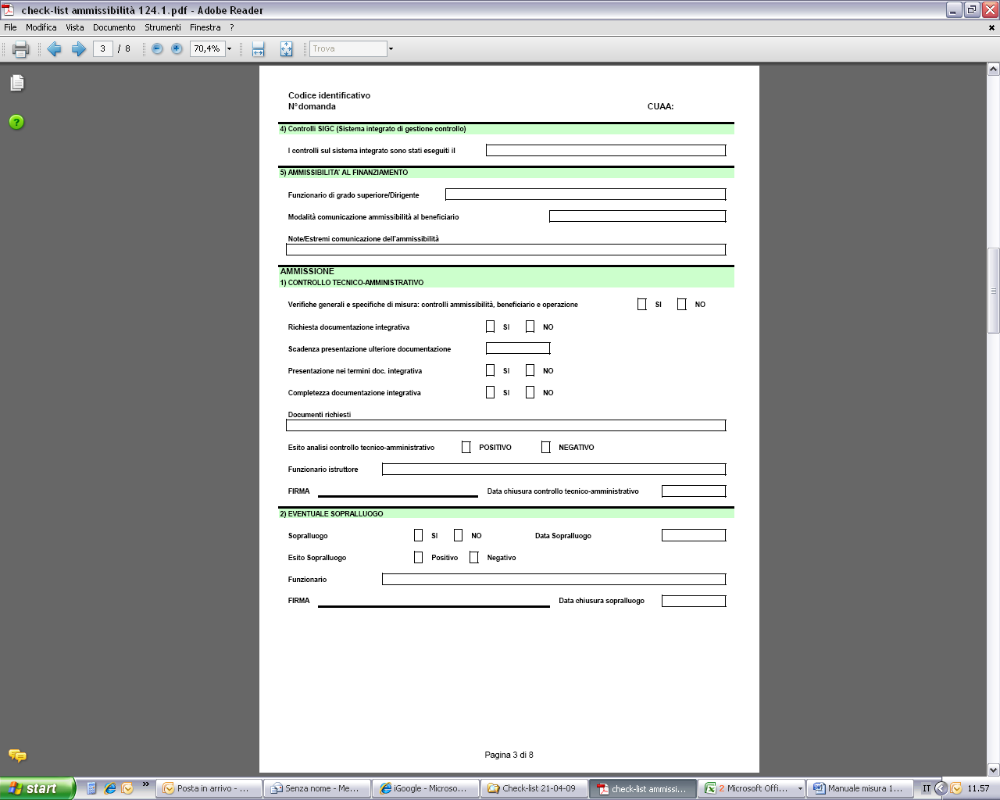 check-list ammissibilità 124.1.pdf - Adobe Reader
File Modifica Vista Documento Strumenti Finestra ?
3 / 8 70,4% Trova
Codice identificativo
N°domanda CUAA:
4) Controlli SIGC (Sistema integrato di gestione controllo)
I controlli sul sistema integrato sono stati eseguiti il
5) AMMISSIBILITA' AL FINANZIAMENTO
Funzionario di grado superiore/Dirigente
Modalità comunicazione ammissibilità al beneficiario
Note/Estremi comunicazione dell'ammissibilità
AMMISSIONE
1) CONTROLLO TECNICO-AMMINISTRATIVO
Verifiche generali e specifiche di misura: controlli ammissibilità, beneficiario e operazione SI NO
Richiesta documentazione integrativa SI NO
Scadenza presentazione ulteriore documentazione
Presentazione nei termini doc. integrativa SI NO
Completezza documentazione integrativa SI NO
Documenti richiesti
Esito analisi controllo tecnico-amministrativo POSITIVO NEGATIVO
Funzionario istruttore
FIRMA Data chiusura controllo tecnico-amministrativo
2) EVENTUALE SOPRALLUOGO
Sopralluogo SI NO Data Sopralluogo
Esito Sopralluogo Positivo Negativo
Funzionario
FIRMA Data chiusura sopralluogo
Pagina 3 di 8
start » Posta in arrivo - ... Senza nome - Me... iGoogle - Microso... Check-list 21-04-09 check-list ammissi... 2 Microsoft Offi... Manuale misura 1... IT 11.57